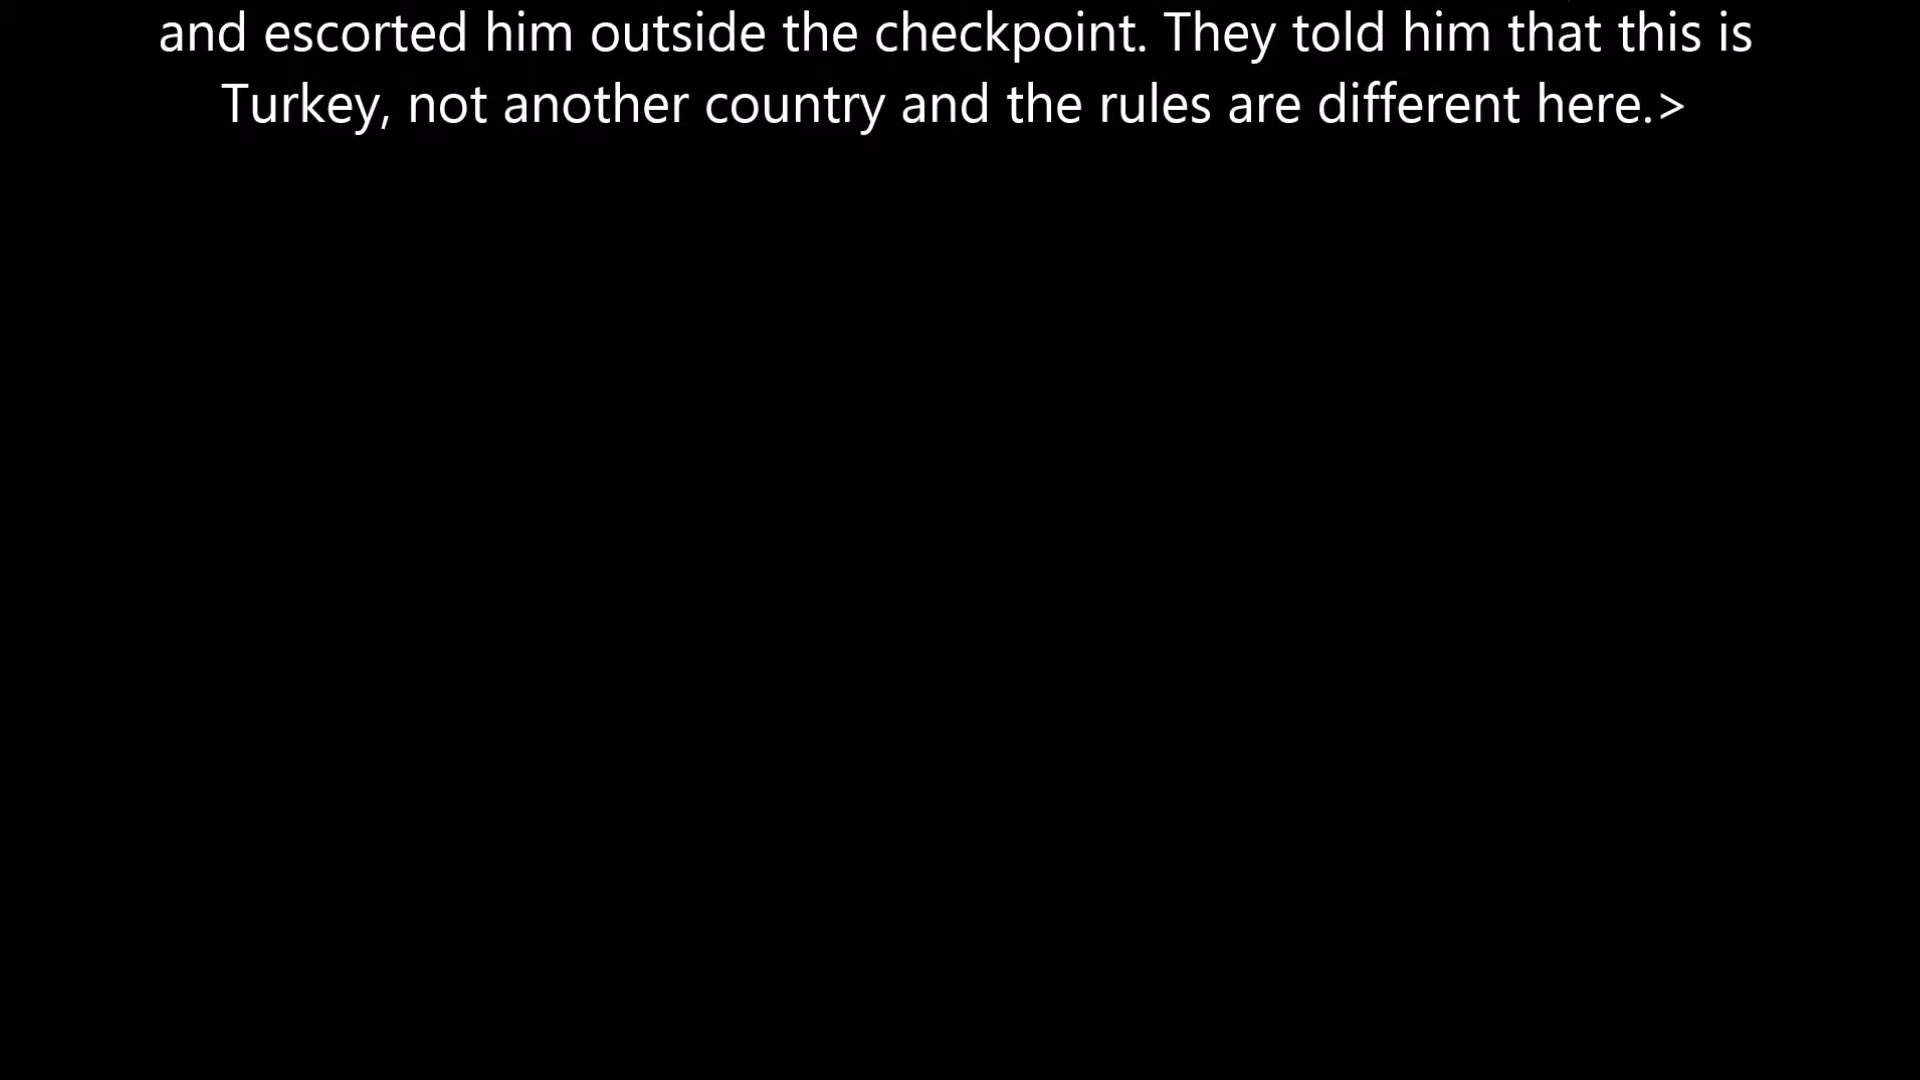 and escorted him outside the checkpoint. They told him that this is
Turkey, not another country and the rules are different here.>